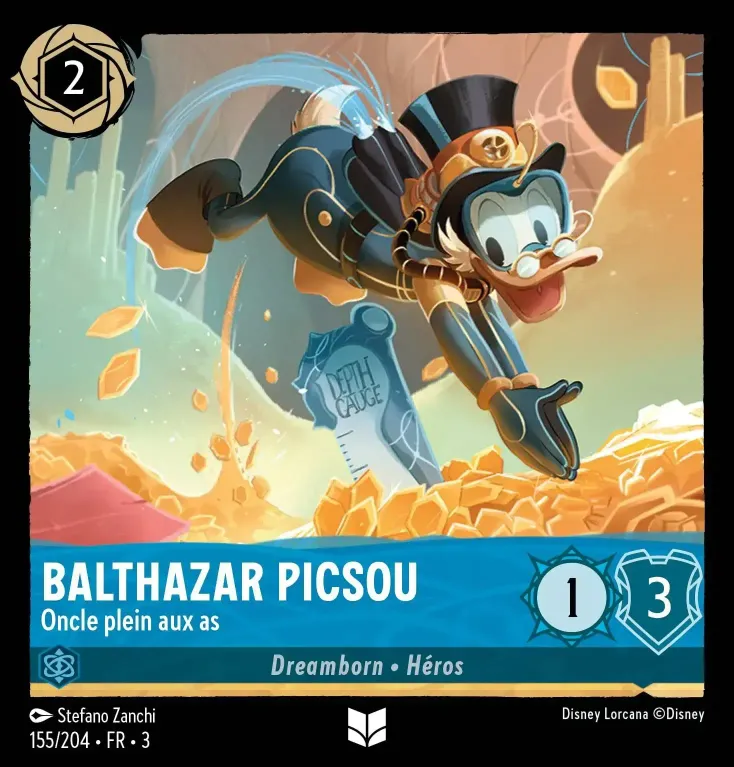 2
DEPTH
GAUGE
BALTHAZAR PICSOU
1
3
Oncle plein aux as
Dreamborn • Héros
Stefano Zanchi
Disney Lorcana ©Disney
155/204 • FR • 3